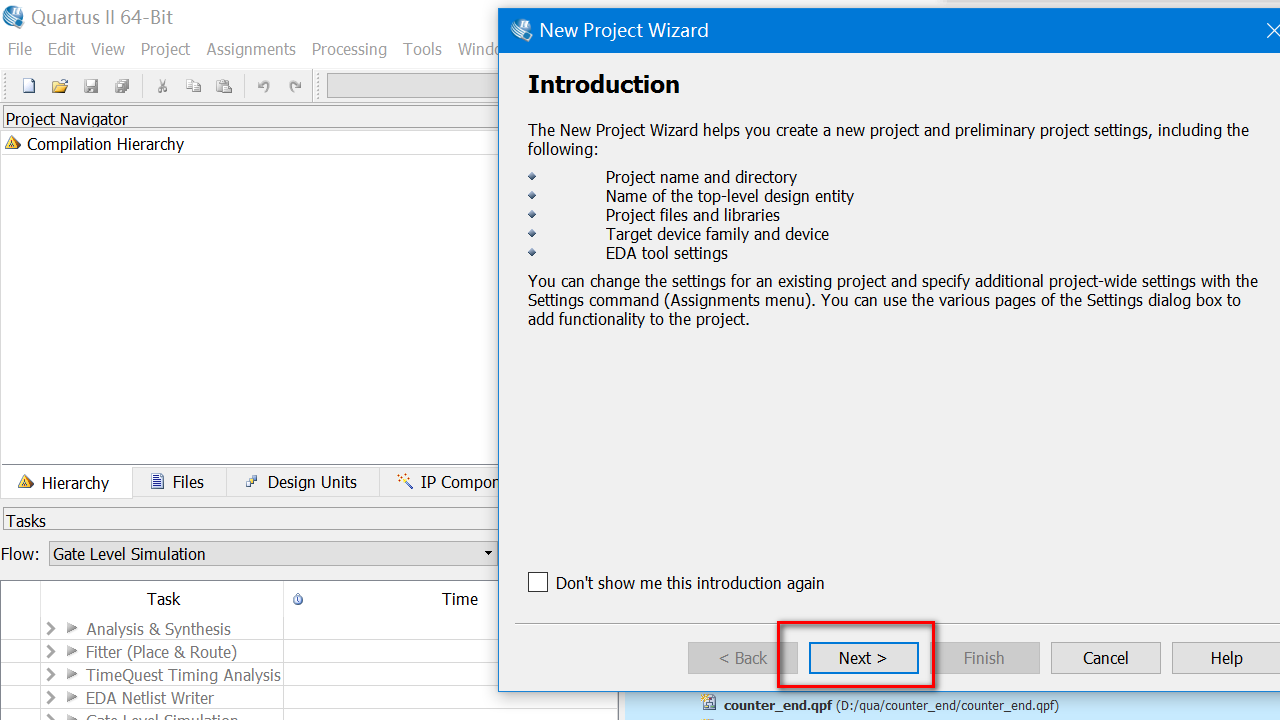 Quartus II 64-Bit
File Edit View Project Assignments Processing Tools
Project Navigator
Compilation Hierarchy
Hierarchy Files Design Units IP
Tasks
Flow: Gate Level Simulation
Task Time
Analysis & Synthesis
Fitter (Place & Route)
TimeQuest Timing Analysis
EDA Netlist Writer
Gate Level Simulation
New Project Wizard
Introduction
The New Project Wizard helps you create a new project and preliminary project settings, including the
following:
Project name and directory
Name of the top-level design entity
Project files and libraries
Target device family and device
EDA tool settings
You can change the settings for an existing project and specify additional project-wide settings with the
Settings command (Assignments menu). You can use the various pages of the Settings dialog box to
add functionality to the project.
Don't show me this introduction again
< Back Next > Finish Cancel Help
counter_end.qpf (D:/qua/counter_end/counter_end.qpf)